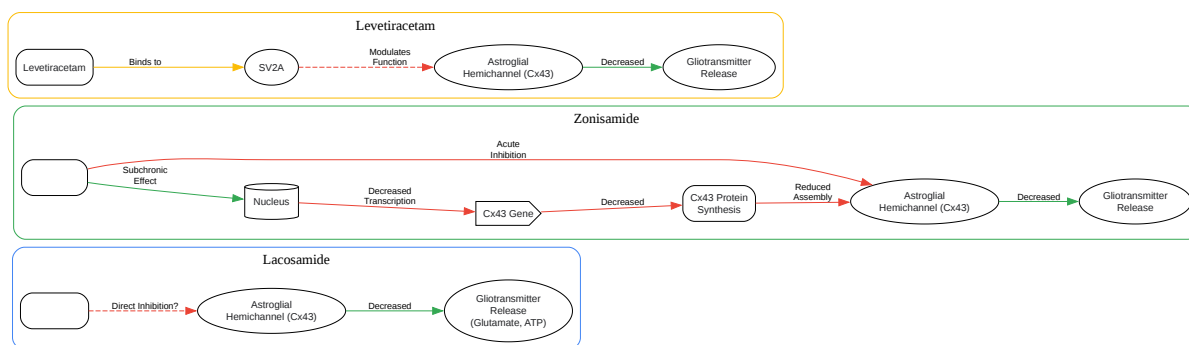 Levetiracetam
Levetiracetam
Binds to
SV2A
Modulates
Function
Astroglial
Hemichannel (Cx43)
Decreased
Gliotransmitter
Release
Zonisamide
Acute
Inhibition
Subchronic
Effect
Nucleus
Decreased
Transcription
Cx43 Gene
Decreased
Cx43 Protein
Synthesis
Reduced
Assembly
Astroglial
Hemichannel (Cx43)
Decreased
Gliotransmitter
Release
Lacosamide
Direct Inhibition?
Astroglial
Hemichannel (Cx43)
Decreased
Gliotransmitter
Release
(Glutamate, ATP)